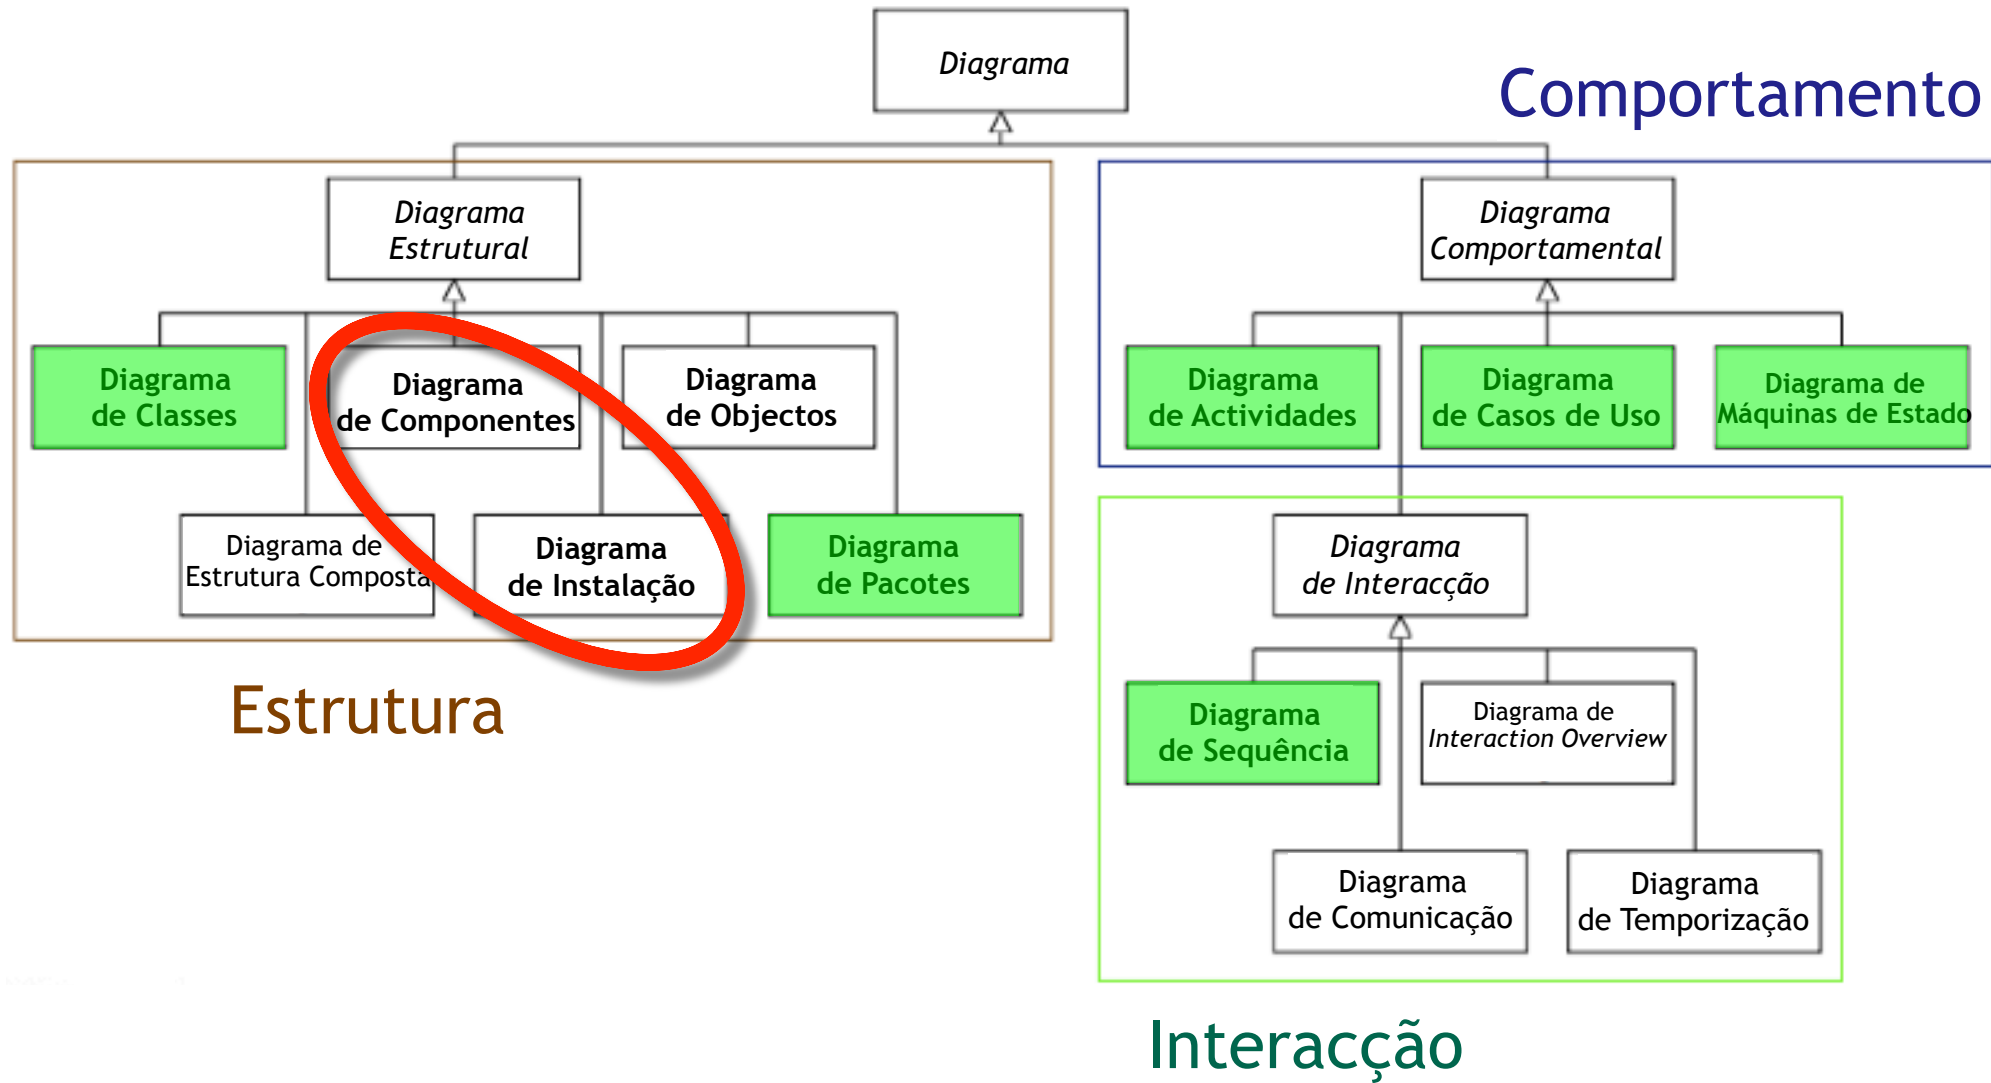 Diagrama
Comportamento
Diagrama
Estrutural
Diagrama
Comportamental
Diagrama
de Classes
Diagrama
de Componentes
Diagrama
de Objectos
Diagrama
de Actividades
Diagrama
de Casos de Uso
Diagrama de
Máquinas de Estado
Diagrama de
Estrutura Composta
Diagrama
de Instalação
Diagrama
de Pacotes
Diagrama
de Interacção
Estrutura
Diagrama
de Sequência
Diagrama de
Interaction Overview
Diagrama
de Comunicação
Diagrama
de Temporização
Interacção